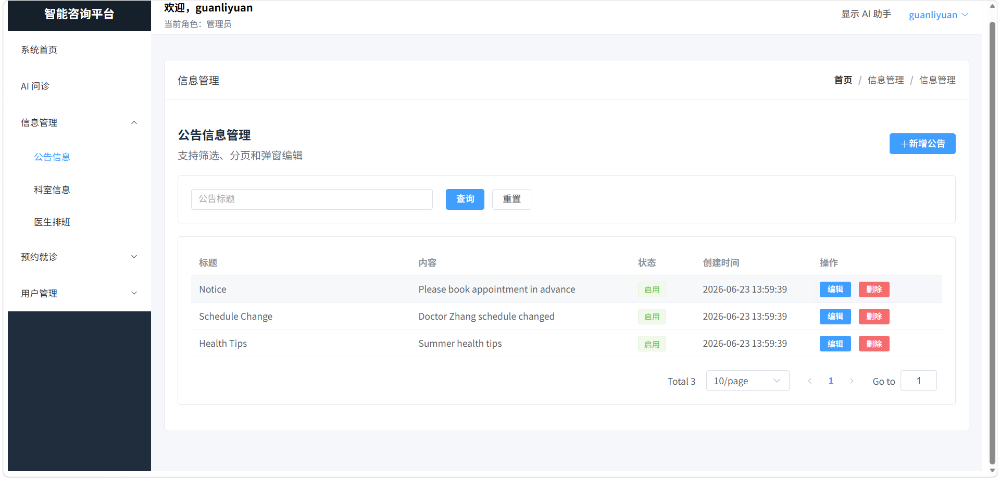 智能咨询平台
系统首页
AI 问诊
信息管理
公告信息
科室信息
医生排班
预约就诊
用户管理
欢迎，guanliyuan
当前角色：管理员
显示 AI 助手
guanliyuan
信息管理
首页 / 信息管理 / 信息管理
公告信息管理
支持筛选、分页和弹窗编辑
+新增公告
公告标题
查询
重置
标题 内容 状态 创建时间 操作
Notice Please book appointment in advance 启用 2026-06-23 13:59:39 编辑 删除
Schedule Change Doctor Zhang schedule changed 启用 2026-06-23 13:59:39 编辑 删除
Health Tips Summer health tips 启用 2026-06-23 13:59:39 编辑 删除
Total 3 10/page 1 Go to 1